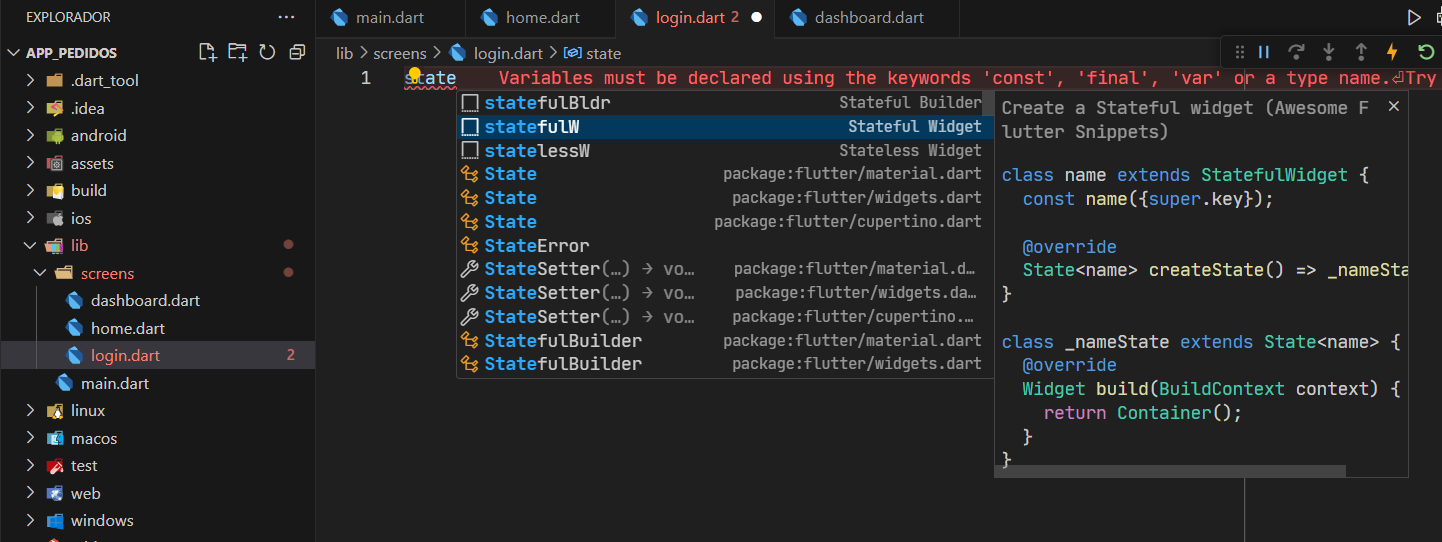 EXPLORADOR ···
main.dart
home.dart
login.dart 2
dashboard.dart
APP_PEDIDOS
lib > screens > login.dart > state
.dart_tool
.idea
android
assets
build
ios
lib
screens
dashboard.dart
home.dart
login.dart 2
main.dart
linux
macos
test
web
windows
1 state Variables must be declared using the keywords 'const', 'final', 'var' or a type name.⏎Try
statefulBldr Stateful Builder
statefulW Stateful Widget
statelessW Stateless Widget
State package:flutter/material.dart
State package:flutter/widgets.dart
State package:flutter/cupertino.dart
StateError
StateSetter(…) → vo… package:flutter/material.d…
StateSetter(…) → vo… package:flutter/widgets.da…
StateSetter(…) → vo… package:flutter/cupertino.…
StatefulBuilder package:flutter/material.dart
StatefulBuilder package:flutter/widgets.dart
Create a Stateful widget (Awesome F
lutter Snippets)
class name extends StatefulWidget {
const name({super.key});
@override
State<name> createState() => _nameSta
}
class _nameState extends State<name> {
@override
Widget build(BuildContext context) {
return Container();
}
}